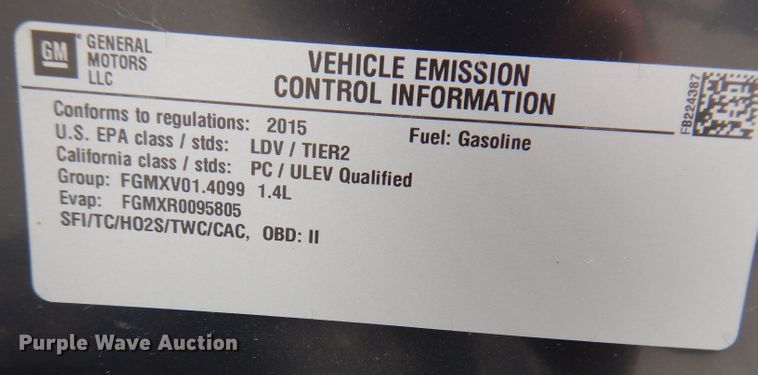 GM
GENERAL
MOTORS
LLC
VEHICLE EMISSION
CONTROL INFORMATION
FB224387
Conforms to regulations: 2015 Fuel: Gasoline
U.S. EPA class / stds: LDV / TIER2
California class / stds: PC / ULEV Qualified
Group: FGMXV01.4099 1.4L
Evap: FGMXR0095805
SFI/TC/HO2S/TWC/CAC, OBD: II
Purple Wave Auction